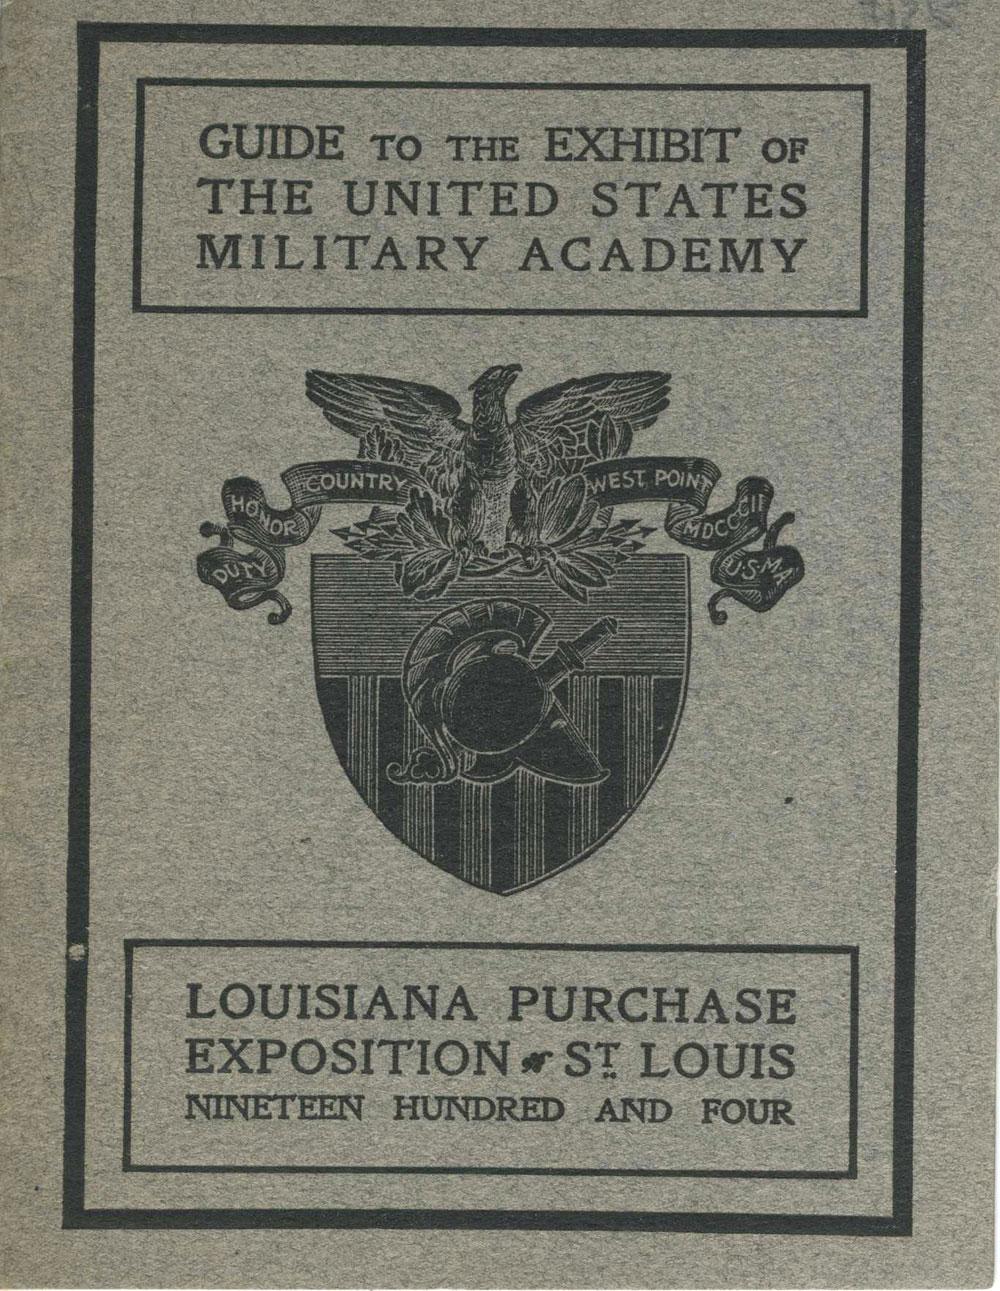 GUIDE TO THE EXHIBIT OF
THE UNITED STATES
MILITARY ACADEMY
DUTY HONOR COUNTRY WEST POINT MDCCCII U·S·M·A
LOUISIANA PURCHASE
EXPOSITION ST. LOUIS
NINETEEN HUNDRED AND FOUR